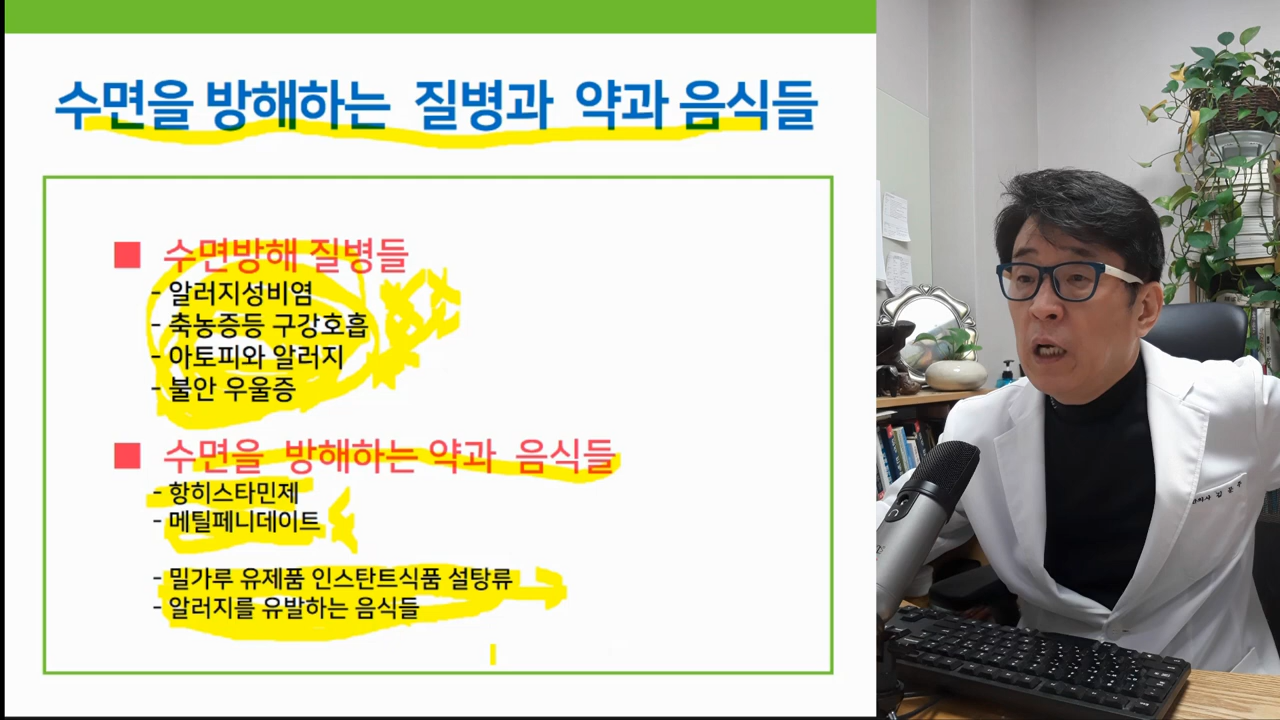 수면을 방해하는 질병과 약과 음식들
■ 수면방해 질병들
- 알러지성비염
- 축농증등 구강호흡
- 아토피와 알러지
- 불안 우울증
■ 수면을 방해하는 약과 음식들
- 항히스타민제
- 메틸페니데이트
- 밀가루 유제품 인스탄트식품 설탕류
- 알러지를 유발하는 음식들